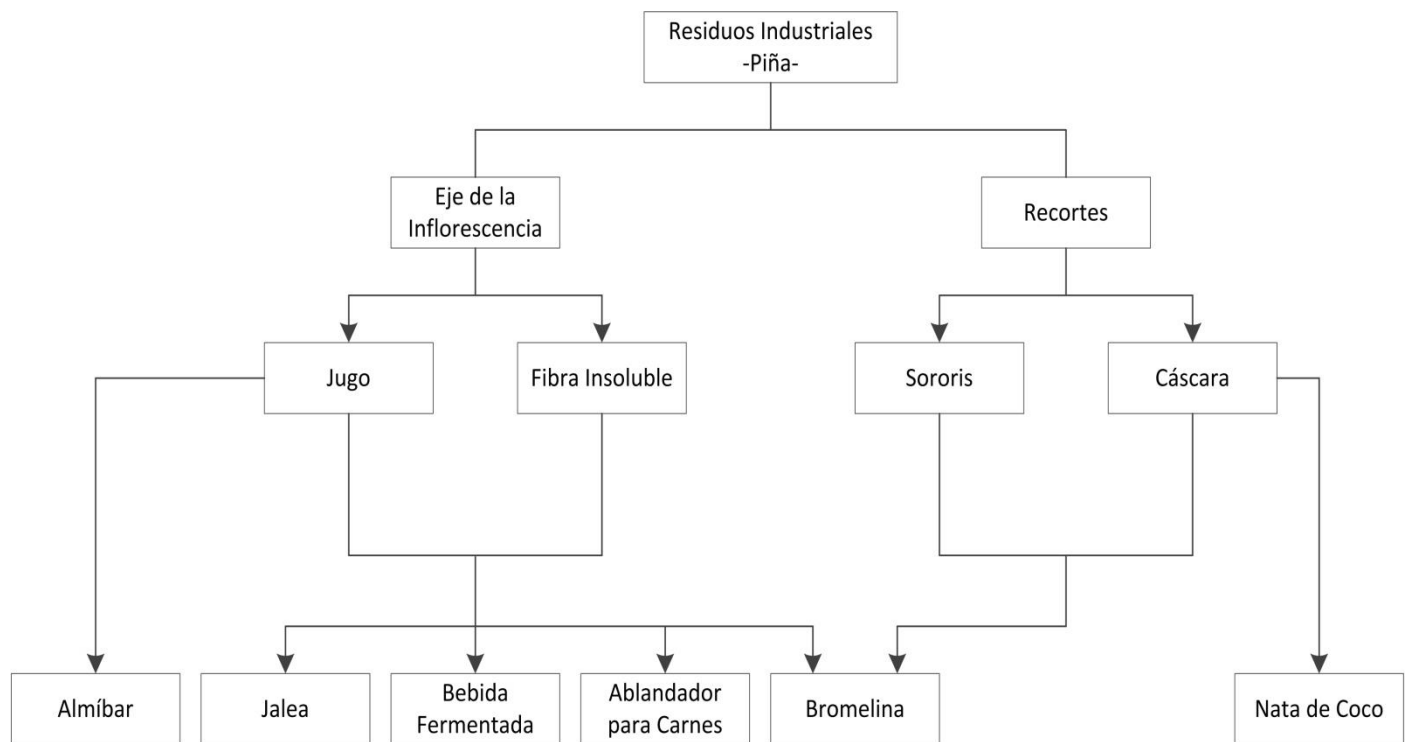 Residuos Industriales
-Piña-
Eje de la
Inflorescencia
Recortes
Jugo
Fibra Insoluble
Sororis
Cáscara
Almíbar
Jalea
Bebida
Fermentada
Ablandador
para Carnes
Bromelina
Nata de Coco